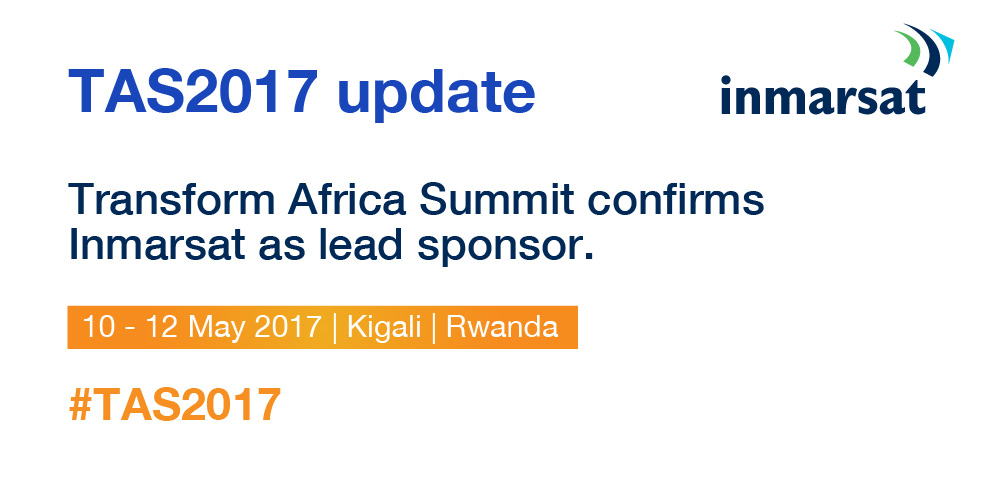 TAS2017 update
inmarsat
Transform Africa Summit confirms
Inmarsat as lead sponsor.
10 - 12 May 2017 | Kigali | Rwanda
#TAS2017